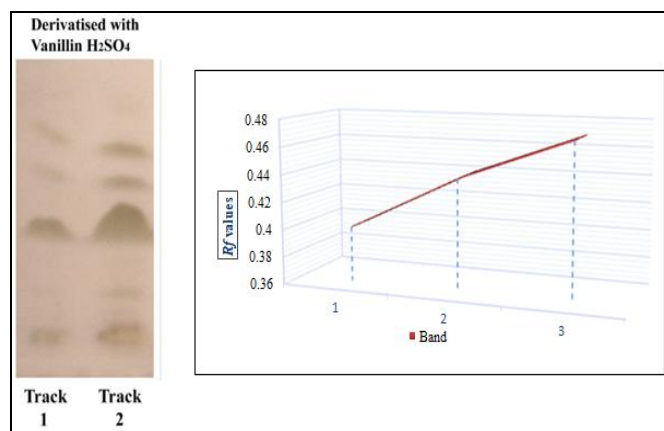 Derivatised with
Vanillin H2SO4
Track
1
Track
2
Rf values
0.48
0.46
0.44
0.42
0.4
0.38
0.36
1
2
3
Band